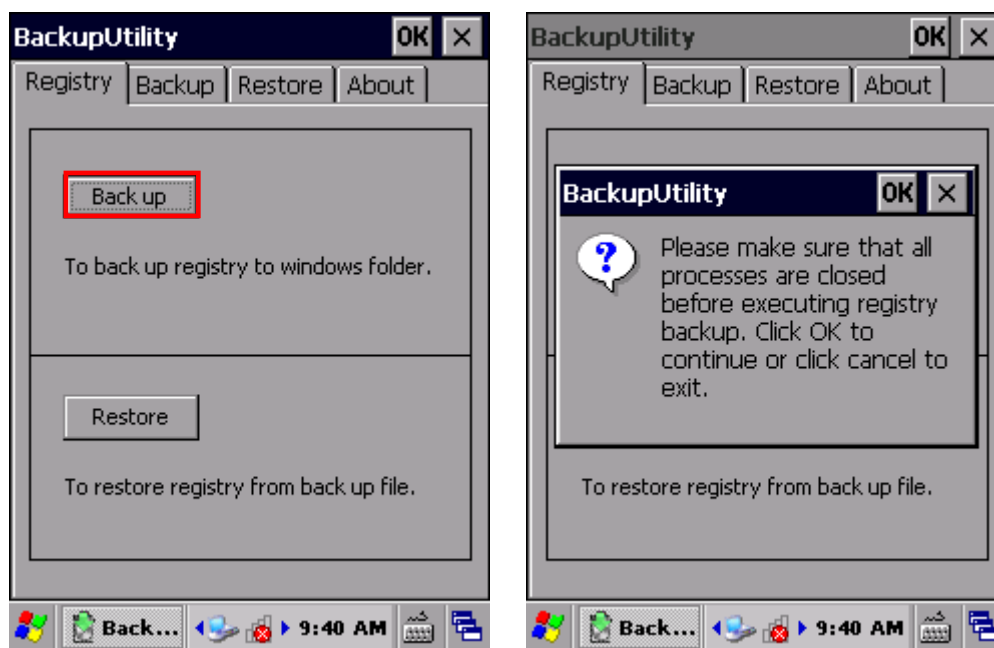 BackupUtility OK ×
Registry Backup Restore About
Back up
To back up registry to windows folder.
Restore
To restore registry from back up file.
Back... 9:40 AM
BackupUtility OK ×
Registry Backup Restore About
BackupUtility OK ×
?
Please make sure that all
processes are closed
before executing registry
backup. Click OK to
continue or click cancel to
exit.
To restore registry from back up file.
Back... 9:40 AM